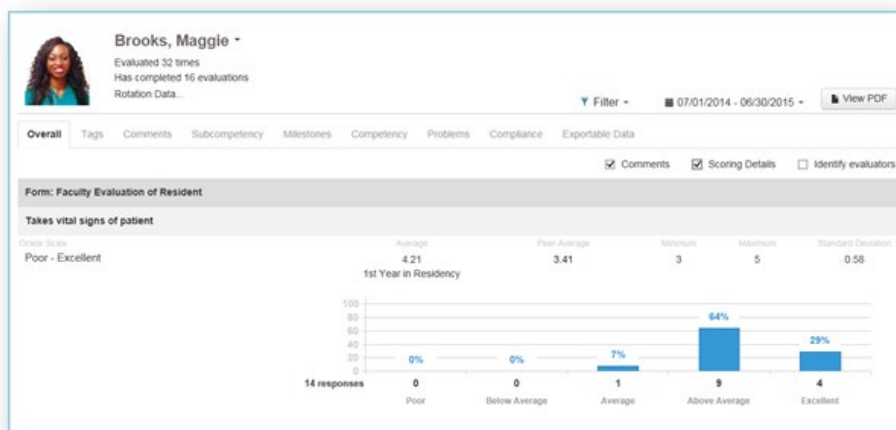 Brooks, Maggie
Evaluated 32 times
Has completed 16 evaluations
Rotation Data...
Filter 07/01/2014 - 06/30/2015 View PDF
Overall Tags Comments Subcompetency Milestones Competency Problems Compliance Exportable Data
Comments Scoring Details Identify evaluators
Form: Faculty Evaluation of Resident
Takes vital signs of patient
Grade Scale Average Peer Average Minimum Maximum Standard Deviation
Poor - Excellent 4.21 3.41 3 5 0.58
1st Year in Residency
100
80
60
40
20
0
0% 0% 7% 64% 29%
14 responses 0 0 1 9 4
Poor Below Average Average Above Average Excellent